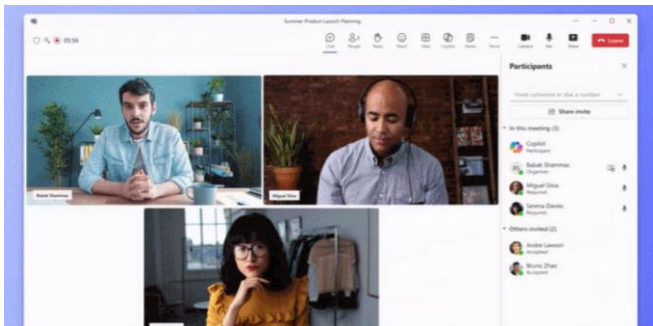 Summer Product Launch Planning
05:56
Chat
People
Raise
React
View
Copilot
Notes
More
Camera
Mic
Share
Leave
Participants
Invite someone or dial a number
Share invite
In this meeting (3)
Copilot
Participant
BS
Babak Shammas
Organizer
Miguel Silva
Required
Serena Davies
Required
Others invited (2)
Andre Lawson
Accepted
Bruno Zhao
Accepted
Babak Shammas
Miguel Silva